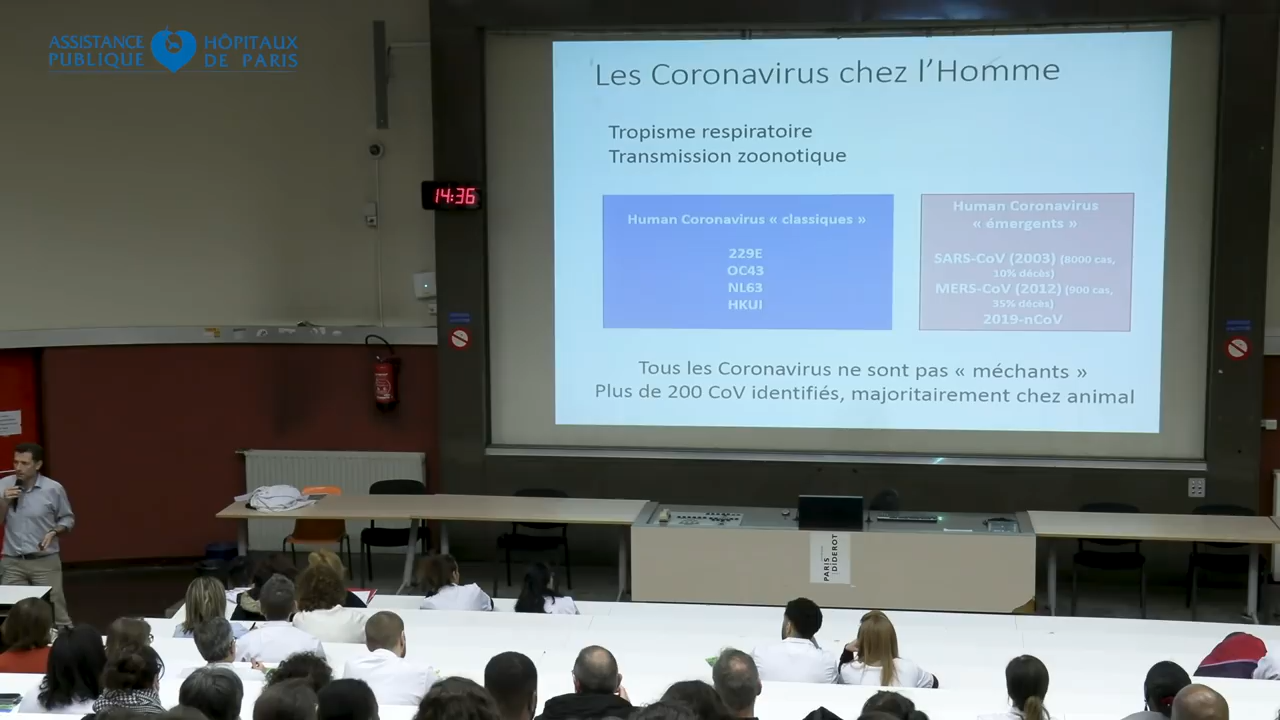 ASSISTANCE HÔPITAUX
PUBLIQUE DE PARIS
Les Coronavirus chez l'Homme
Tropisme respiratoire
Transmission zoonotique
14:36
Human Coronavirus « classiques »
229E
OC43
NL63
HKUI
Human Coronavirus
« émergents »
SARS-CoV (2003) (8000 cas,
10% décès)
MERS-CoV (2012) (900 cas,
35% décès)
2019-nCoV
Tous les Coronavirus ne sont pas « méchants »
Plus de 200 CoV identifiés, majoritairement chez animal
PARIS
DIDEROT